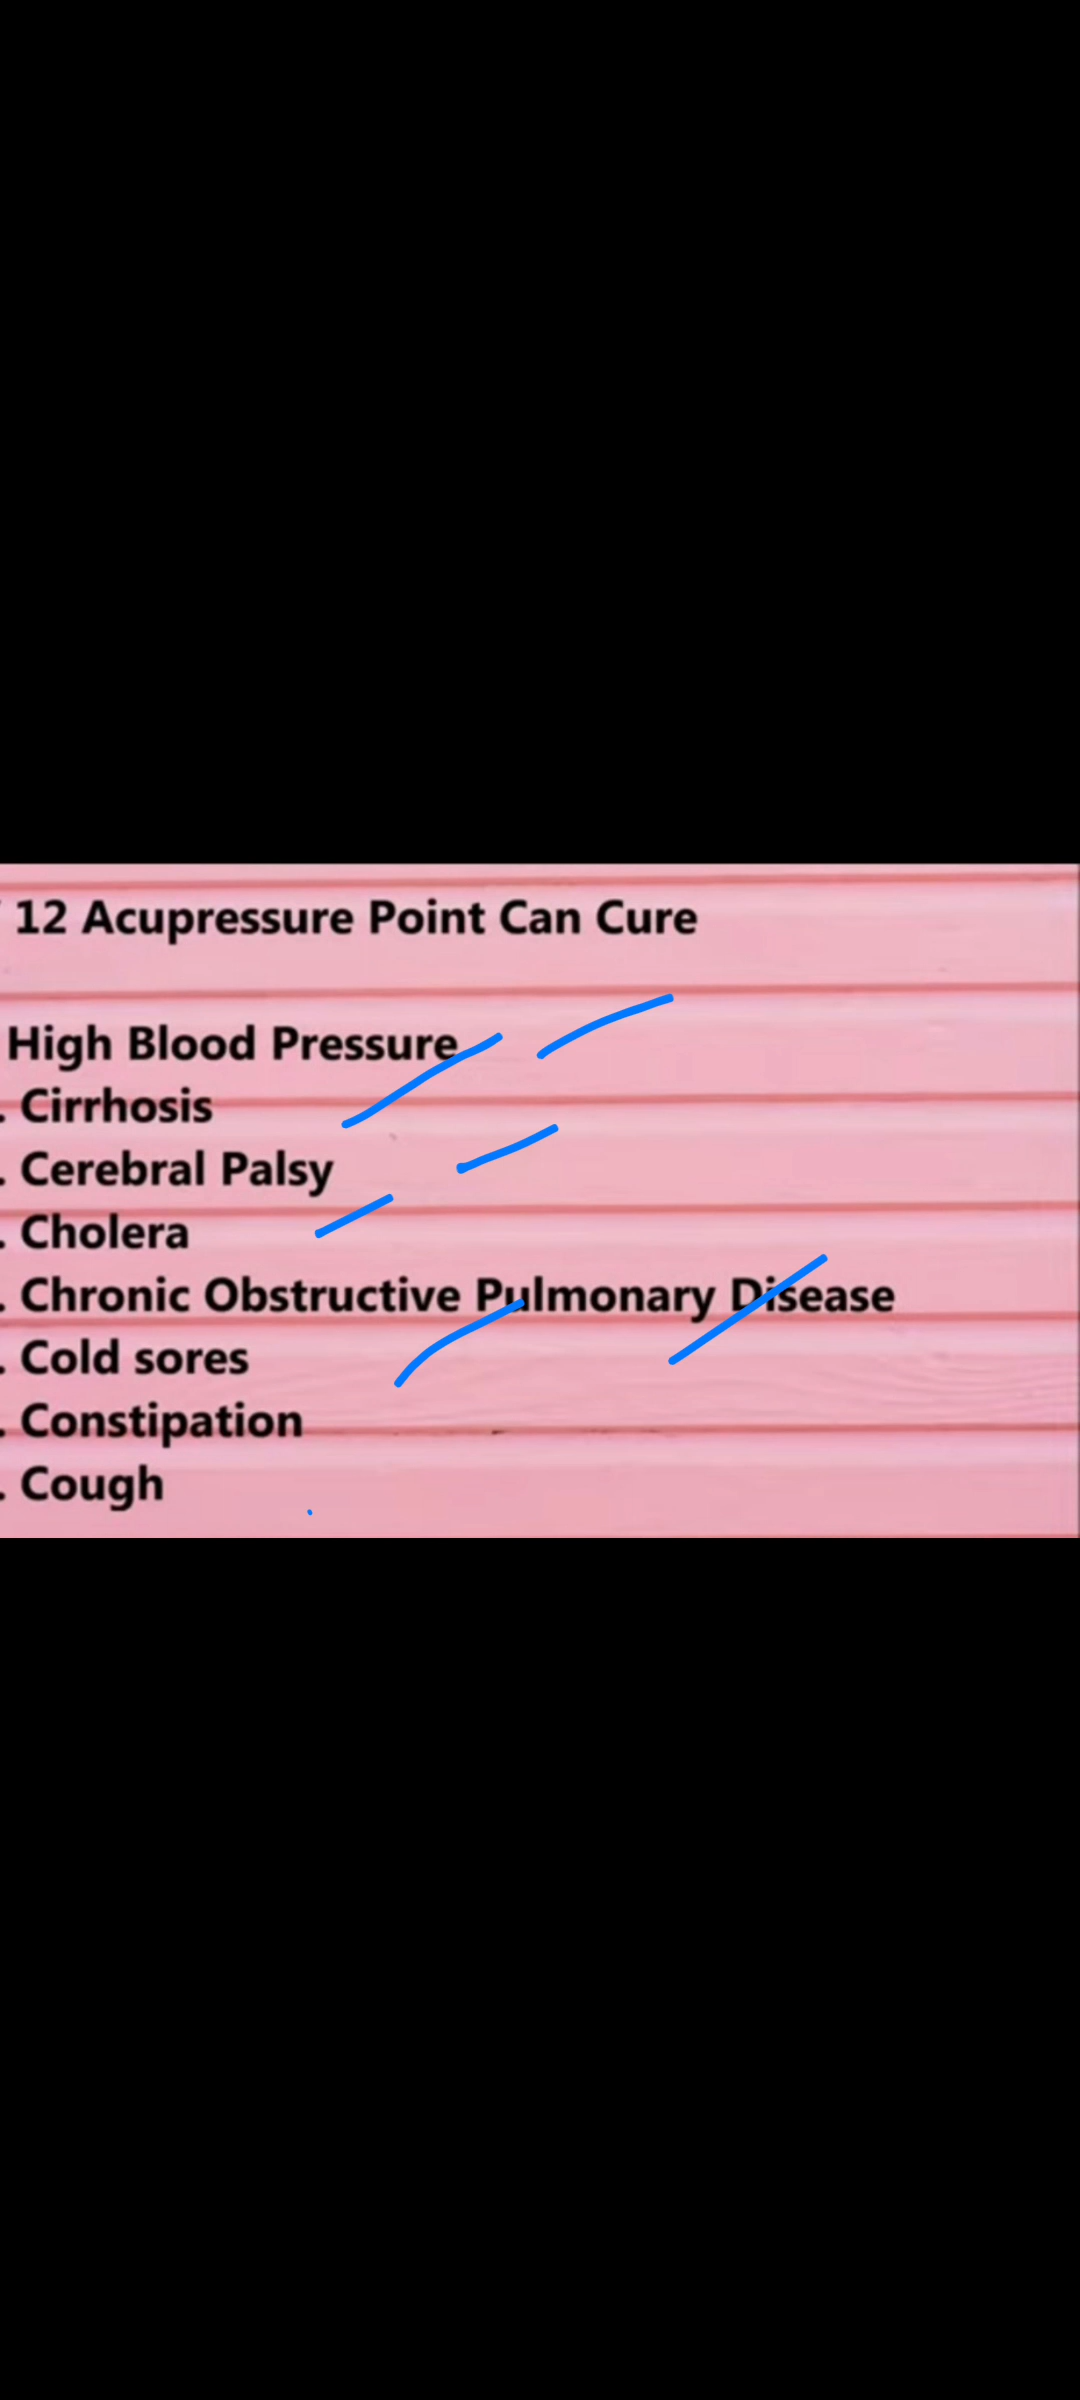 12 Acupressure Point Can Cure
High Blood Pressure
. Cirrhosis
. Cerebral Palsy
. Cholera
. Chronic Obstructive Pulmonary Disease
. Cold sores
. Constipation
. Cough